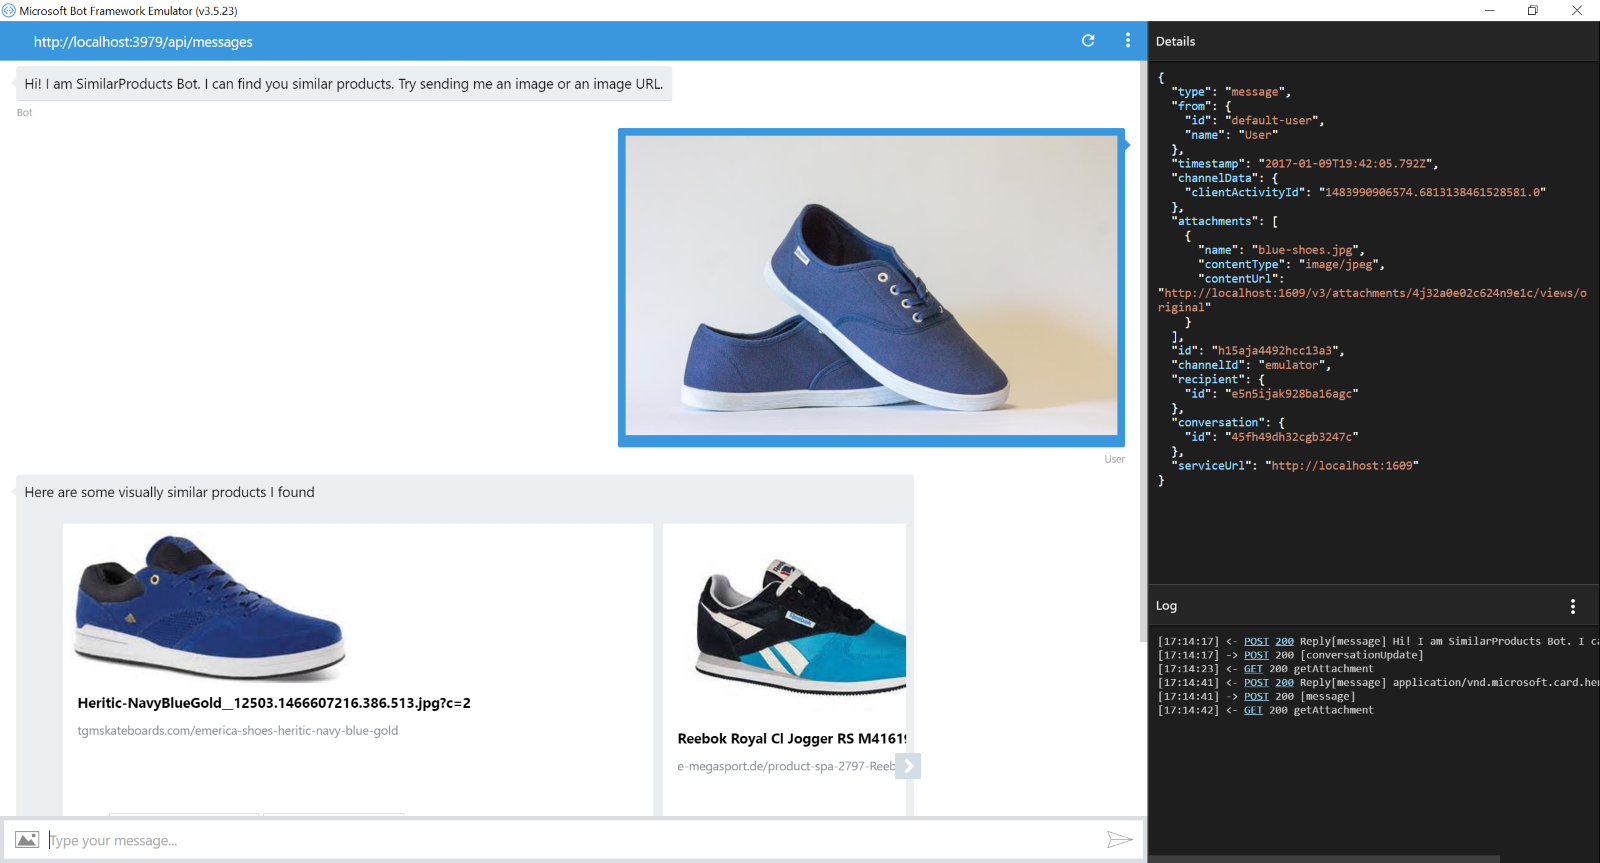 Microsoft Bot Framework Emulator (v3.5.23)
http://localhost:3979/api/messages
Hi! I am SimilarProducts Bot. I can find you similar products. Try sending me an image or an image URL.
Bot
User
Here are some visually similar products I found
Heritic-NavyBlueGold__12503.1466607216.386.513.jpg?c=2
tgmskateboards.com/emerica-shoes-heritic-navy-blue-gold
Reebok
Reebok Royal Cl Jogger RS M4161
e-megasport.de/product-spa-2797-Reeb
Type your message...
Details
{
"type": "message",
"from": {
"id": "default-user",
"name": "User"
},
"timestamp": "2017-01-09T19:42:05.792Z",
"channelData": {
"clientActivityId": "1483990906574.6813138461528581.0"
},
"attachments": [
{
"name": "blue-shoes.jpg",
"contentType": "image/jpeg",
"contentUrl":
"http://localhost:1609/v3/attachments/4j32a0e02c624n9e1c/views/o
riginal"
}
],
"id": "h15aja4492hcc13a3",
"channelId": "emulator",
"recipient": {
"id": "e5n5ijak928ba16agc"
},
"conversation": {
"id": "45fh49dh32cgb3247c"
},
"serviceUrl": "http://localhost:1609"
}
Log
[17:14:17] <- POST 200 Reply[message] Hi! I am SimilarProducts Bot. I ca
[17:14:17] -> POST 200 [conversationUpdate]
[17:14:23] <- GET 200 getAttachment
[17:14:41] <- POST 200 Reply[message] application/vnd.microsoft.card.her
[17:14:41] -> POST 200 [message]
[17:14:42] <- GET 200 getAttachment